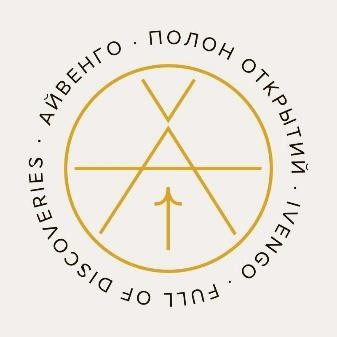 АЙВЕНГО · ПОЛОН ОТКРЫТИЙ · IVENGO · FULL OF DISCOVERIES ·